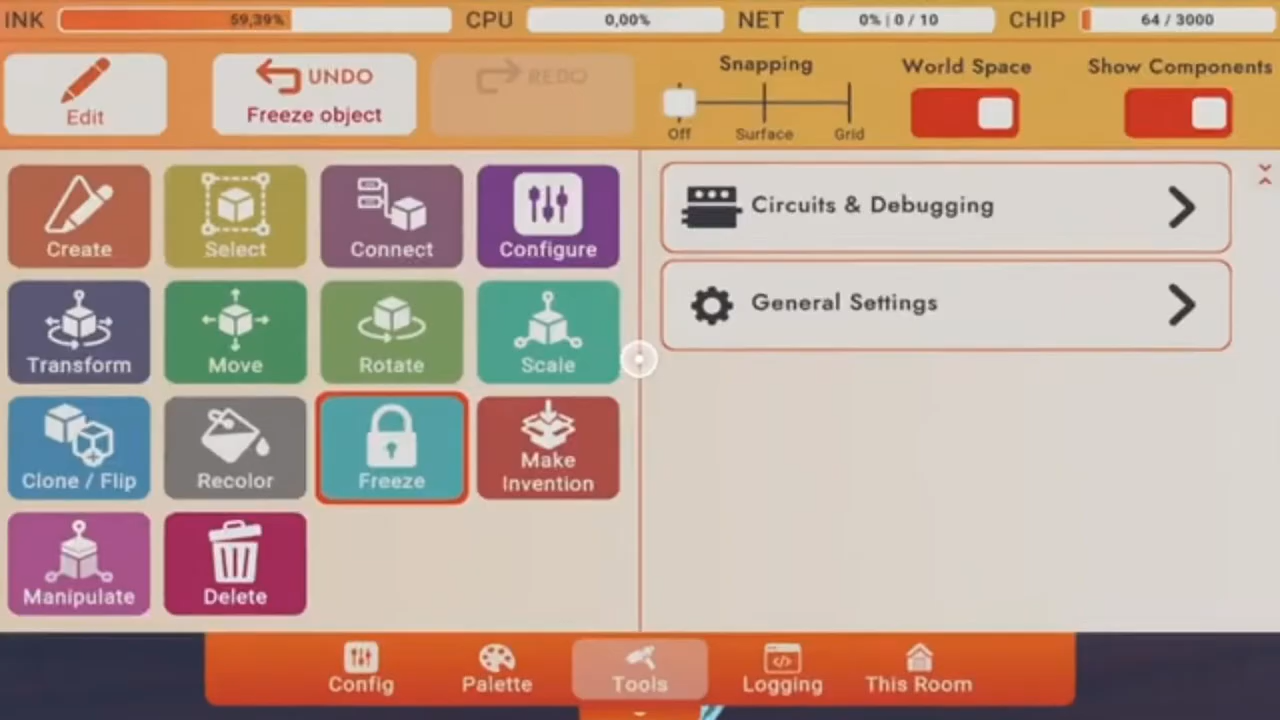 INK 59,39% CPU 0,00% NET 0% | 0 / 10 CHIP 64 / 3000
Edit
UNDO
Freeze object
REDO
Snapping
Off Surface Grid
World Space
Show Components
Create Select Connect Configure
Transform Move Rotate Scale
Clone / Flip Recolor Freeze Make
Invention
Manipulate Delete
Circuits & Debugging
General Settings
Config Palette Tools Logging This Room